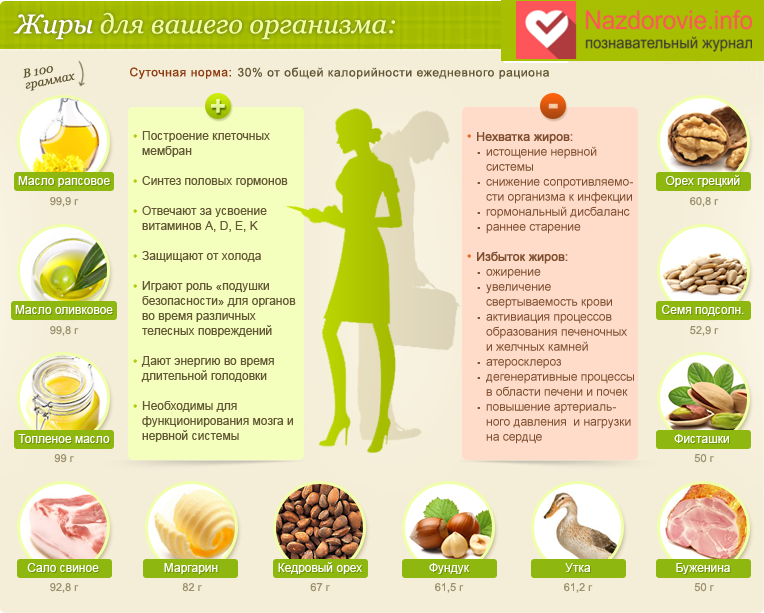 Жиры для вашего организма:
Nazdorovie.info
познавательный журнал
В 100
граммах
Суточная норма: 30% от общей калорийности ежедневного рациона
Масло рапсовое
99,9 г
Масло оливковое
99,8 г
Топленое масло
99 г
+
Построение клеточных
мембран
Синтез половых гормонов
Отвечают за усвоение
витаминов A, D, E, K
Защищают от холода
Играют роль «подушки
безопасности» для органов
во время различных
телесных повреждений
Дают энергию во время
длительной голодовки
Необходимы для
функционирования мозга и
нервной системы
-
Нехватка жиров:
истощение нервной
системы
снижение сопротивляемо-
сти организма к инфекции
гормональный дисбаланс
раннее старение
Избыток жиров:
ожирение
увеличение
свертываемость крови
активиация процессов
образования печеночных
и желчных камней
атеросклероз
дегенеративные процессы
в области печени и почек
повышение артериаль-
ного давления и нагрузки
на сердце
Орех грецкий
60,8 г
Семя подсолн.
52,9 г
Фисташки
50 г
Сало свиное
92,8 г
Маргарин
82 г
Кедровый орех
67 г
Фундук
61,5 г
Утка
61,2 г
Буженина
50 г